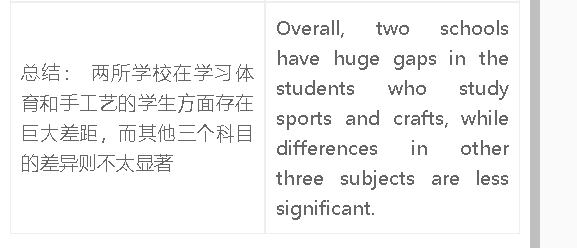 总结： 两所学校在学习体
育和手工艺的学生方面存在
巨大差距，而其他三个科目
的差异则不太显著
Overall, two schools
have huge gaps in the
students who study
sports and crafts, while
differences in other
three subjects are less
significant.